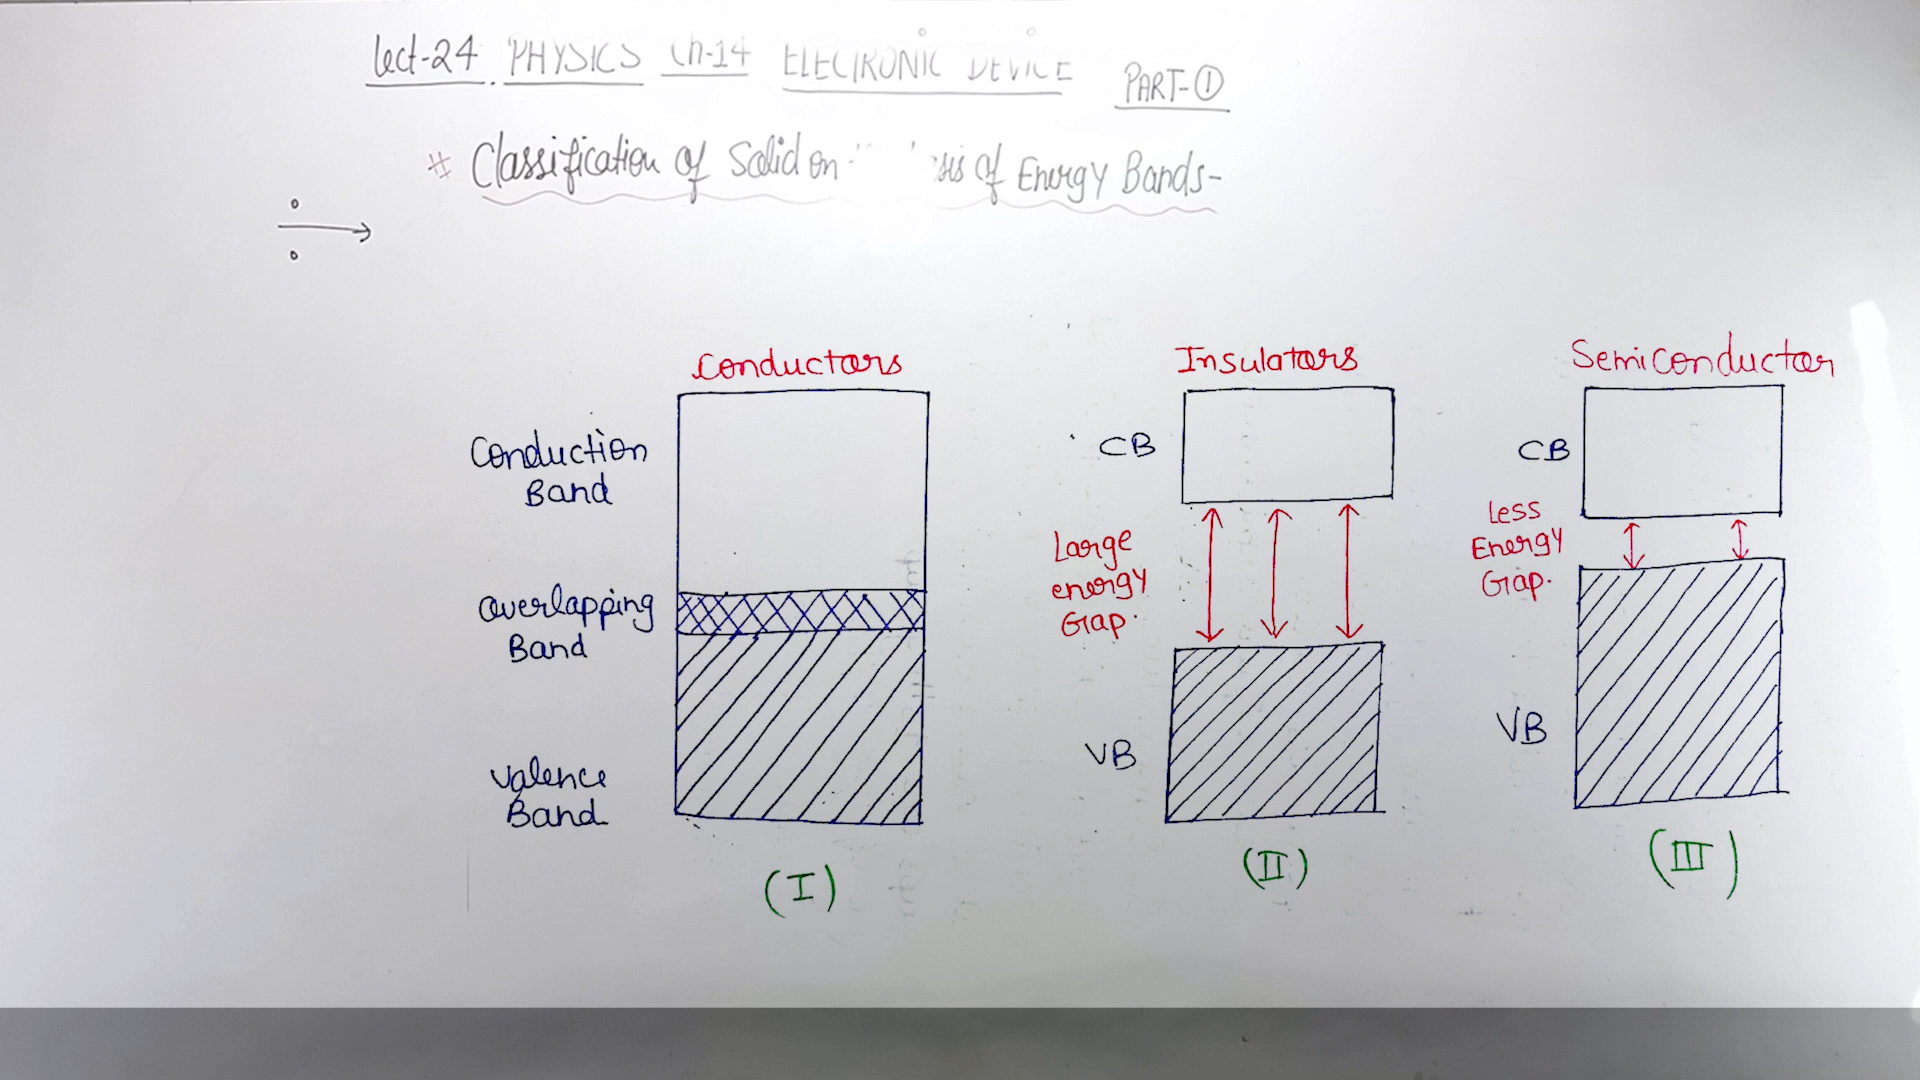 Lect-24 PHYSICS Ch-14 ELECTRONIC DEVICE PART-①
# Classification of Solid on sis of Energy Bands-
Conductors
Conduction
Band
Overlapping
Band
Valence
Band
(I)
Insulators
CB
Large
energy
Gap.
VB
(II)
Semiconductor
CB
Less
Energy
Gap.
VB
(III)